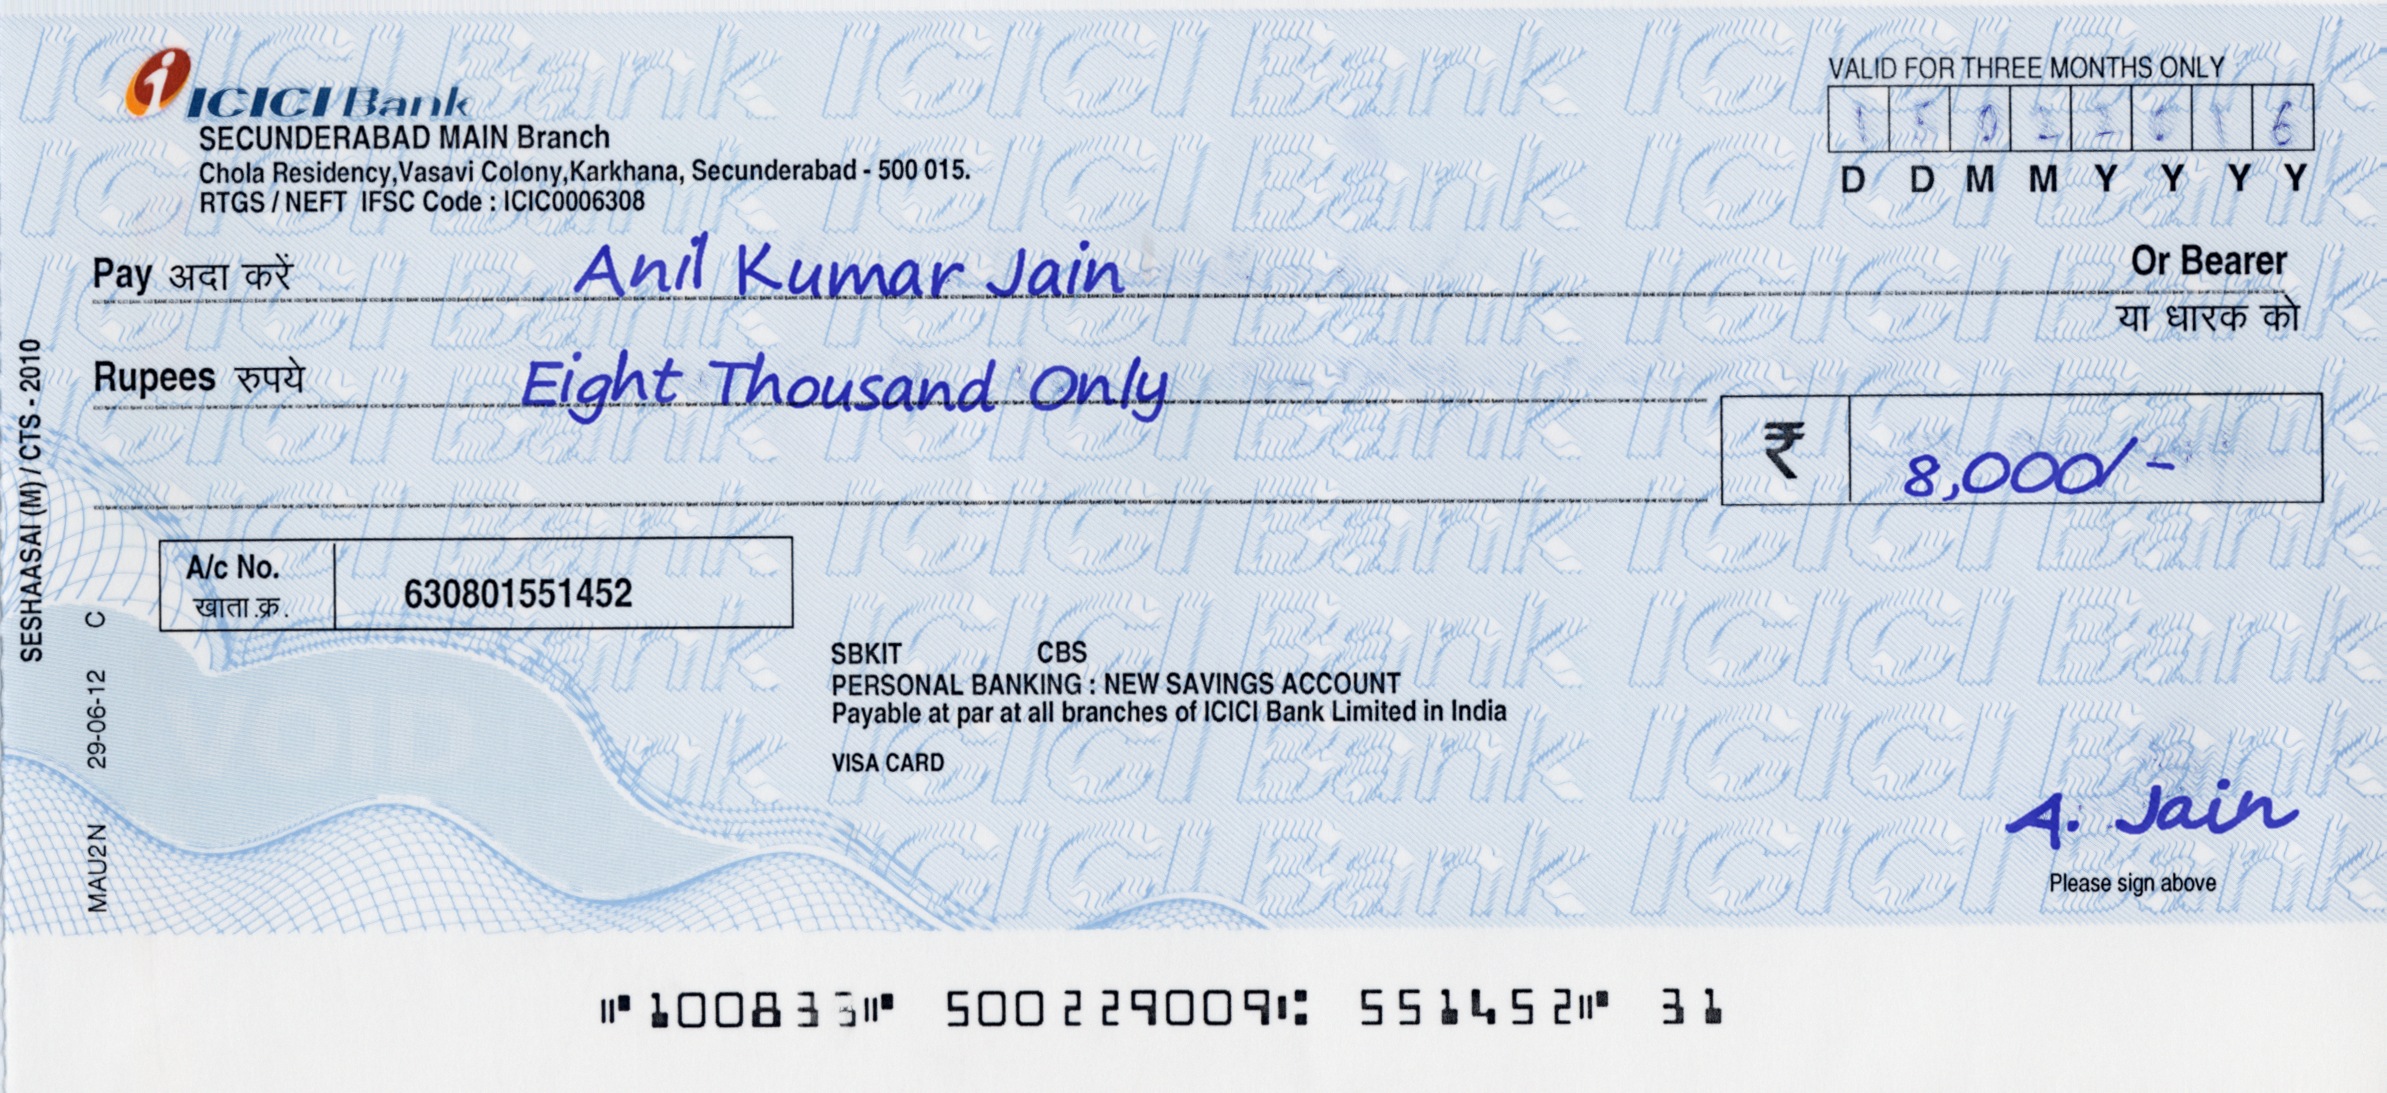 ICICI Bank
SECUNDERABAD MAIN Branch
Chola Residency,Vasavi Colony,Karkhana, Secunderabad - 500 015.
RTGS / NEFT IFSC Code : ICIC0006308
VALID FOR THREE MONTHS ONLY
D D M M Y Y Y Y
Pay अदा करें Anil Kumar Jain Or Bearer
या धारक को
Rupees रुपये Eight Thousand Only
₹ 8,000/-
A/c No. 630801551452
खाता.क्र.
SBKIT CBS
PERSONAL BANKING : NEW SAVINGS ACCOUNT
Payable at par at all branches of ICICI Bank Limited in India
VISA CARD
A. Jain
Please sign above
SESHAASAI (M) / CTS - 2010
MAU2N 29-06-12 C
VOID
⑈100833⑈ 500229009⑆ 551452⑈ 31